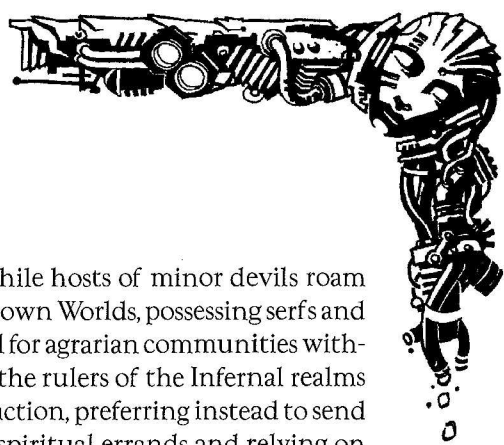 hile hosts of minor devils roam
own Worlds, possessing serfs and
for agrarian communities with-
the rulers of the Infernal realms
action, preferring instead to send
spiritual errands and relying on